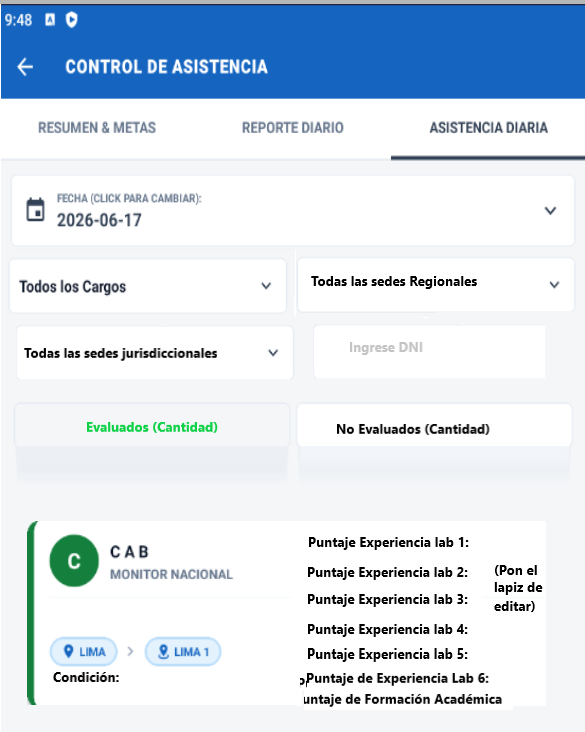 9:48
CONTROL DE ASISTENCIA
RESUMEN & METAS
REPORTE DIARIO
ASISTENCIA DIARIA
FECHA (CLICK PARA CAMBIAR):
2026-06-17
Todos los Cargos
Todas las sedes Regionales
Todas las sedes jurisdiccionales
Ingrese DNI
Evaluados (Cantidad)
No Evaluados (Cantidad)
C
C A B
MONITOR NACIONAL
LIMA
LIMA 1
Condición:
Puntaje Experiencia lab 1:
Puntaje Experiencia lab 2:
Puntaje Experiencia lab 3:
Puntaje Experiencia lab 4:
Puntaje Experiencia lab 5:
Puntaje de Experiencia Lab 6:
untaje de Formación Académica
(Pon el
lapiz de
editar)